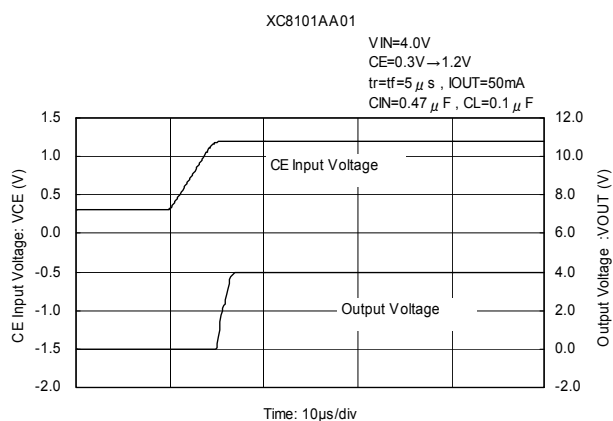 XC8101AA01
VIN=4.0V
CE=0.3V→1.2V
tr=tf=5μs , IOUT=50mA
CIN=0.47μF , CL=0.1μF
1.5
1.0
0.5
0.0
-0.5
-1.0
-1.5
-2.0
CE Input Voltage: VCE (V)
CE Input Voltage
Output Voltage
12.0
10.0
8.0
6.0
4.0
2.0
0.0
-2.0
Output Voltage :VOUT (V)
Time: 10μs/div